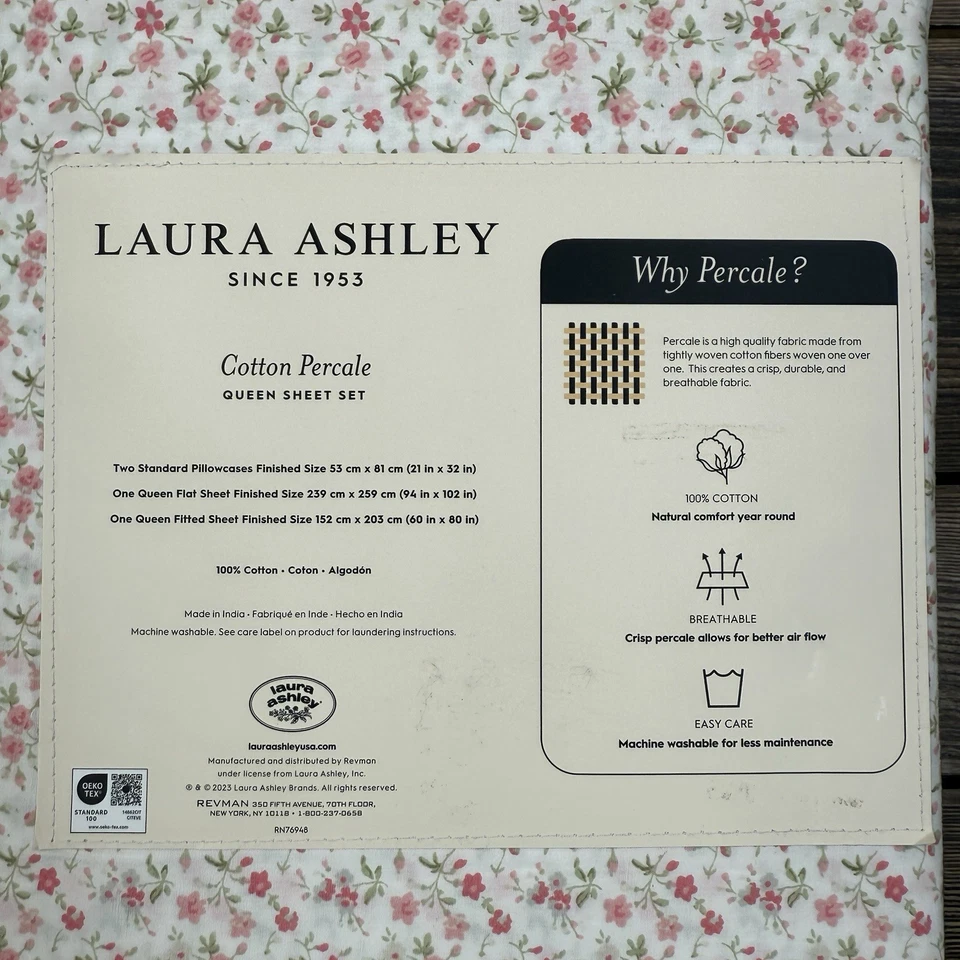 LAURA ASHLEY
SINCE 1953
Cotton Percale
QUEEN SHEET SET
Two Standard Pillowcases Finished Size 53 cm x 81 cm (21 in x 32 in)
One Queen Flat Sheet Finished Size 239 cm x 259 cm (94 in x 102 in)
One Queen Fitted Sheet Finished Size 152 cm x 203 cm (60 in x 80 in)
100% Cotton • Coton • Algodón
Made in India • Fabriqué en Inde • Hecho en India
Machine washable. See care label on product for laundering instructions.
laura
ashley®
lauraashleyusa.com
Manufactured and distributed by Revman
under license from Laura Ashley, Inc.
® & © 2023 Laura Ashley Brands. All rights reserved.
REVMAN 350 FIFTH AVENUE, 70TH FLOOR,
NEW YORK, NY 10118 • 1-800-237-0658
RN76948
OEKO
TEX®
STANDARD
100
CITEVE
www.oeko-tex.com
Why Percale?
Percale is a high quality fabric made from
tightly woven cotton fibers woven one over
one. This creates a crisp, durable, and
breathable fabric.
100% COTTON
Natural comfort year round
BREATHABLE
Crisp percale allows for better air flow
EASY CARE
Machine washable for less maintenance